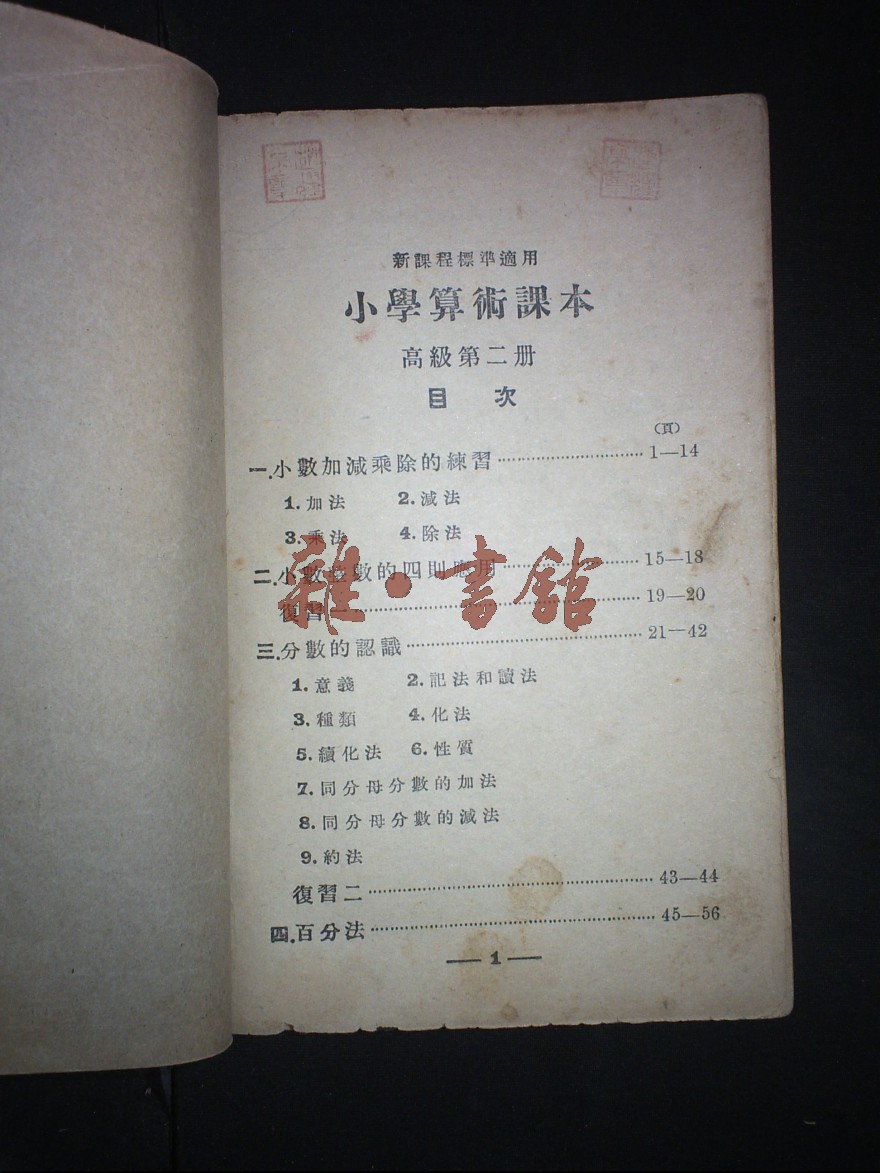 新課程標準適用
小學算術課本
高級第二册
目 次
(頁)
一.小數加減乘除的練習……1—14
1.加法 2.減法
3.乘法 4.除法
二.小數整數的四則應用……15—18
復習一……19—20
三.分數的認識……21—42
1.意義 2.記法和讀法
3.種類 4.化法
5.續化法 6.性質
7.同分母分數的加法
8.同分母分數的減法
9.約法
復習二……43—44
四.百分法……45—56
— 1 —
雜·書館